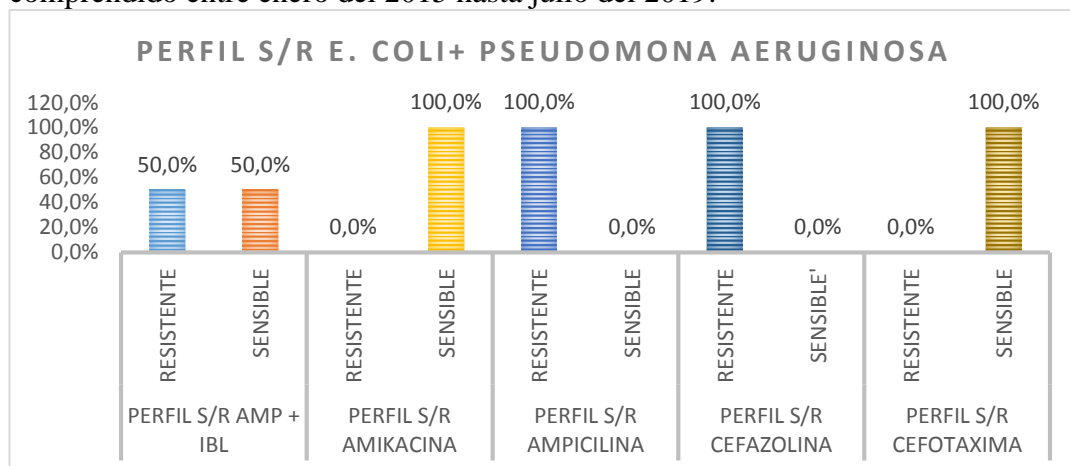 comprendido entre enero del 2015 hasta julio del 2019.
PERFIL S/R E. COLI+ PSEUDOMONA AERUGINOSA
120,0%
100,0%
80,0%
60,0%
40,0%
20,0%
0,0%
50,0% 50,0% 0,0% 100,0% 100,0% 0,0% 100,0% 0,0% 0,0% 100,0%
RESISTENTE SENSIBLE RESISTENTE SENSIBLE RESISTENTE SENSIBLE RESISTENTE SENSIBLE' RESISTENTE SENSIBLE
PERFIL S/R AMP + IBL
PERFIL S/R AMIKACINA
PERFIL S/R AMPICILINA
PERFIL S/R CEFAZOLINA
PERFIL S/R CEFOTAXIMA